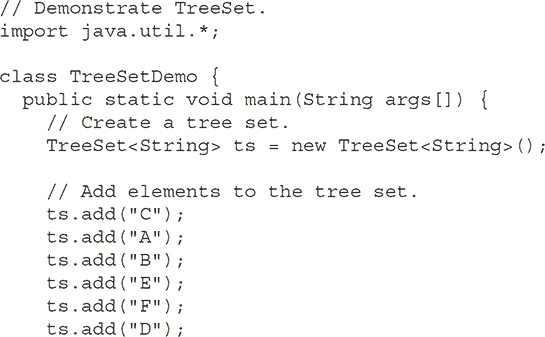 // Demonstrate TreeSet.
import java.util.*;

class TreeSetDemo {
  public static void main(String args[]) {
    // Create a tree set.
    TreeSet<String> ts = new TreeSet<String>();

    // Add elements to the tree set.
    ts.add("C");
    ts.add("A");
    ts.add("B");
    ts.add("E");
    ts.add("F");
    ts.add("D");